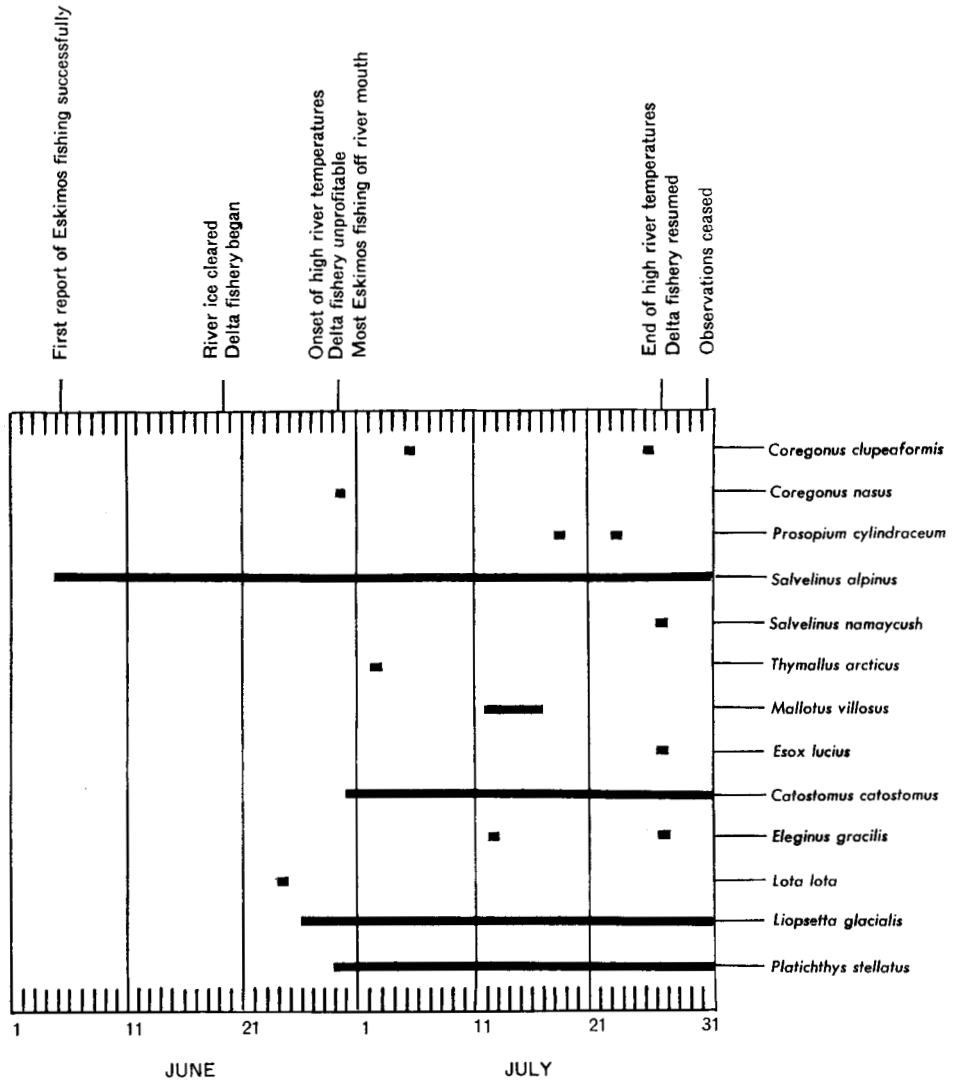 First report of Eskimos fishing successfully
River ice cleared
Delta fishery began
Onset of high river temperatures
Delta fishery unprofitable
Most Eskimos fishing off river mouth
End of high river temperatures
Delta fishery resumed
Observations ceased
Coregonus clupeaformis
Coregonus nasus
Prosopium cylindraceum
Salvelinus alpinus
Salvelinus namaycush
Thymallus arcticus
Mallotus villosus
Esox lucius
Catostomus catostomus
Eleginus gracilis
Lota lota
Liopsetta glacialis
Platichthys stellatus
1 11 21 1 11 21 31
JUNE JULY